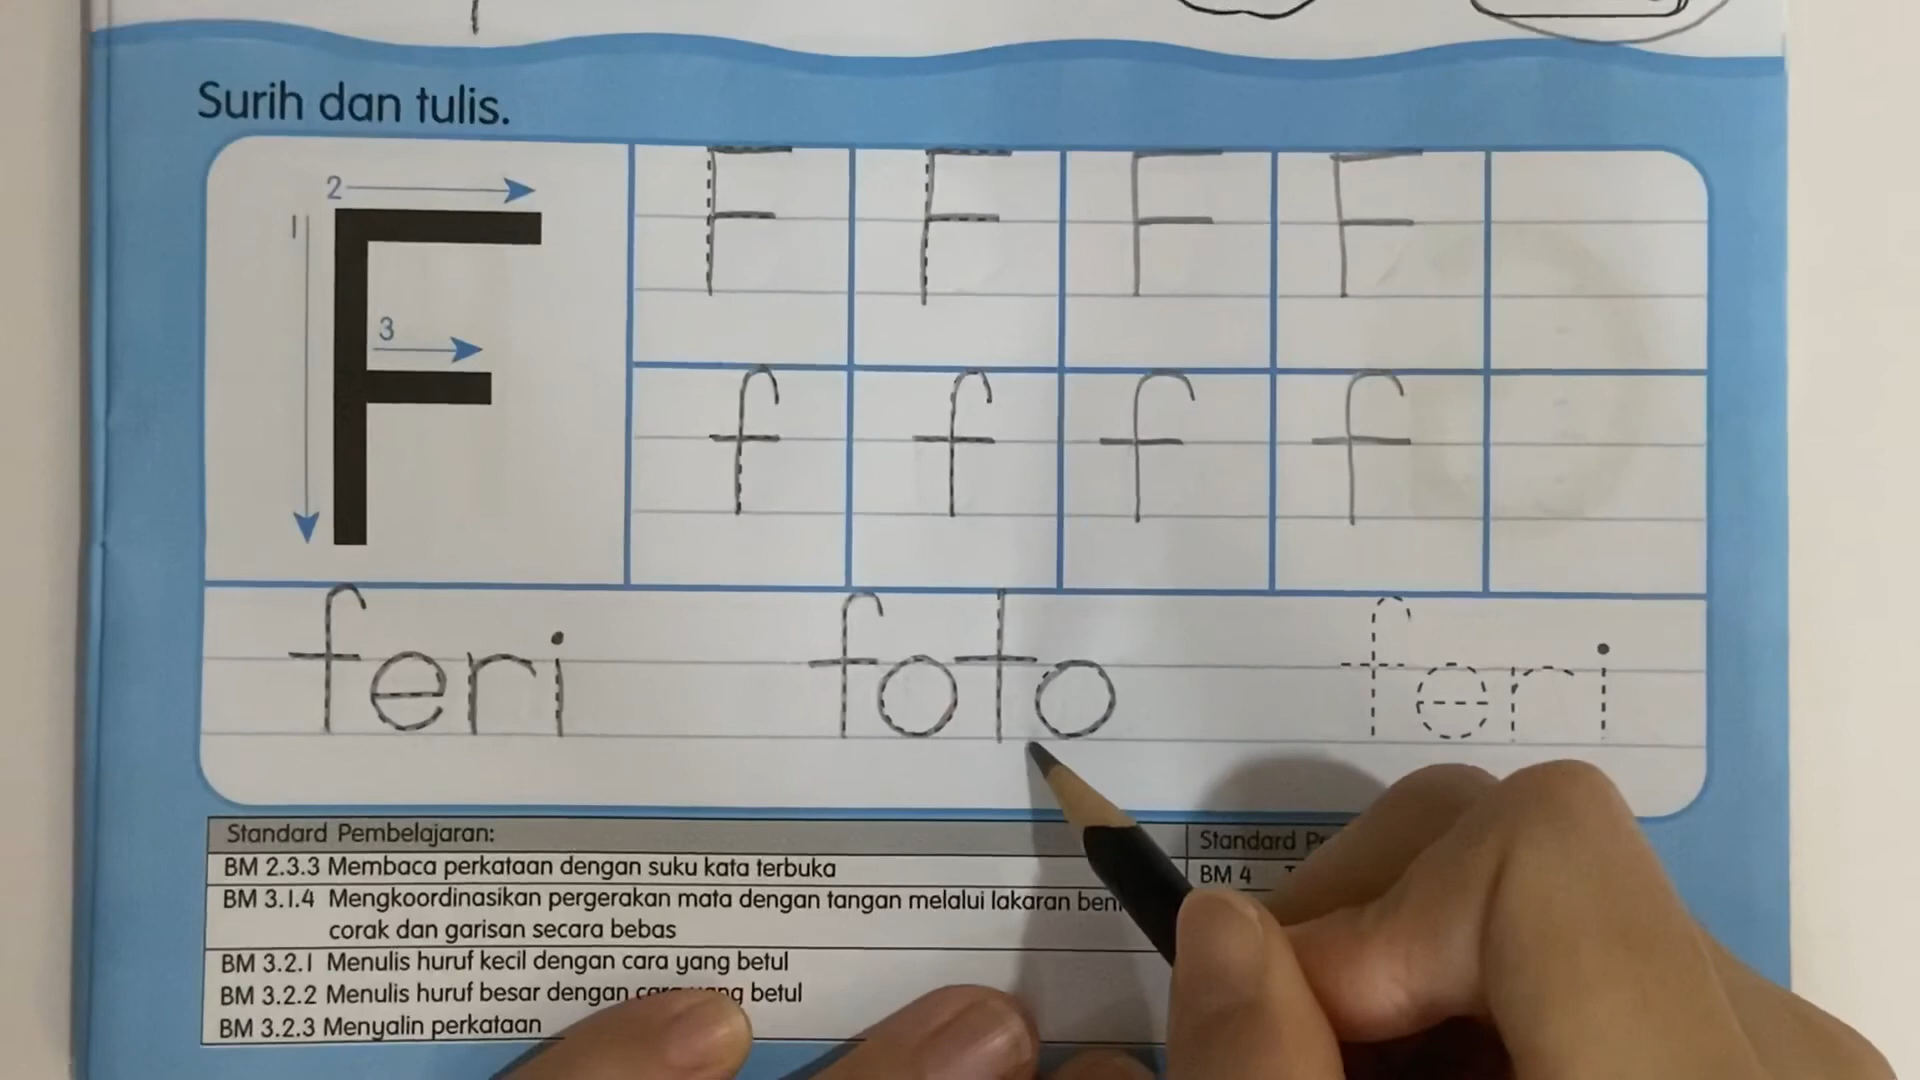 Surih dan tulis.
1 2 3 F
F F F F
f f f f
feri foto feri
Standard Pembelajaran:
BM 2.3.3 Membaca perkataan dengan suku kata terbuka
BM 3.1.4 Mengkoordinasikan pergerakan mata dengan tangan melalui lakaran
corak dan garisan secara bebas
BM 3.2.1 Menulis huruf kecil dengan cara yang betul
BM 3.2.2 Menulis huruf besar dengan cara yang betul
BM 3.2.3 Menyalin perkataan
Standard
BM 4